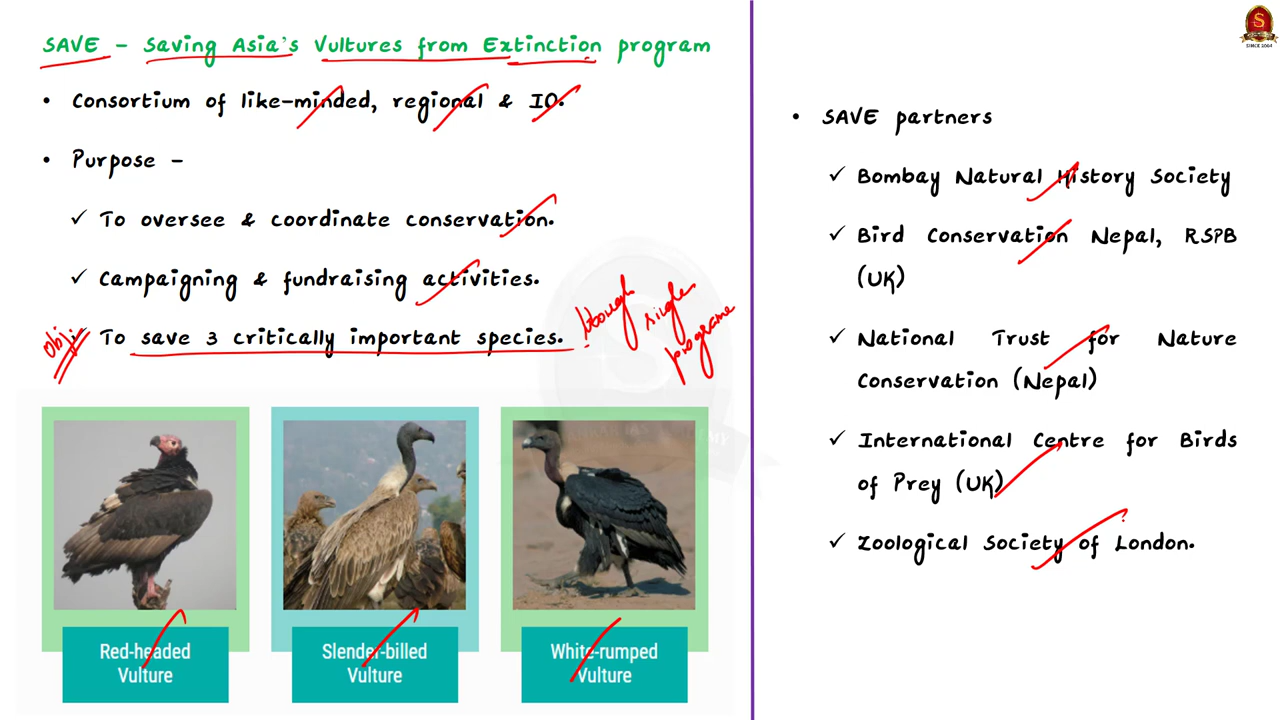 SAVE - Saving Asia's Vultures from Extinction program
• Consortium of like-minded, regional & IO.
• Purpose -
✓ To oversee & coordinate conservation.
✓ Campaigning & fundraising activities.
Obj: ✓ To save 3 critically important species.
through
single
programe
Red-headed
Vulture
Slender-billed
Vulture
White-rumped
Vulture
S
SINCE 2004
• SAVE partners
✓ Bombay Natural History Society
✓ Bird Conservation Nepal, RSPB
(UK)
✓ National Trust for Nature
Conservation (Nepal)
✓ International Centre for Birds
of Prey (UK)
✓ Zoological Society of London.